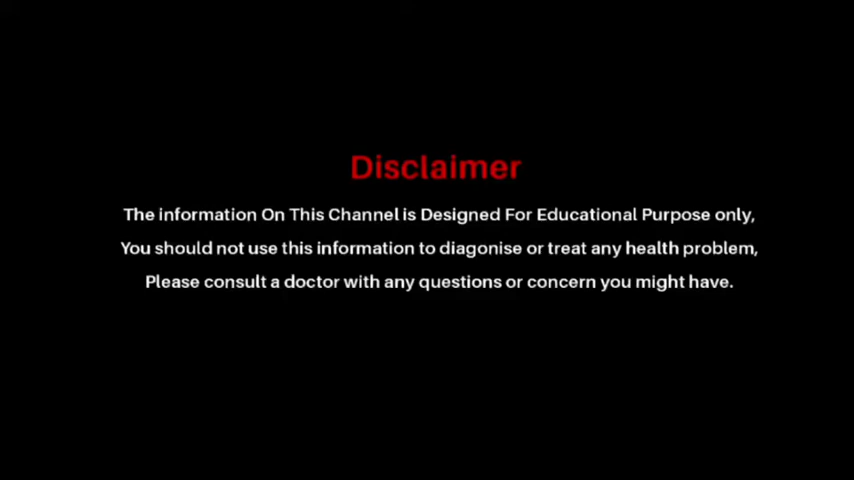 Disclaimer
The information On This Channel is Designed For Educational Purpose only,
You should not use this information to diagonise or treat any health problem,
Please consult a doctor with any questions or concern you might have.